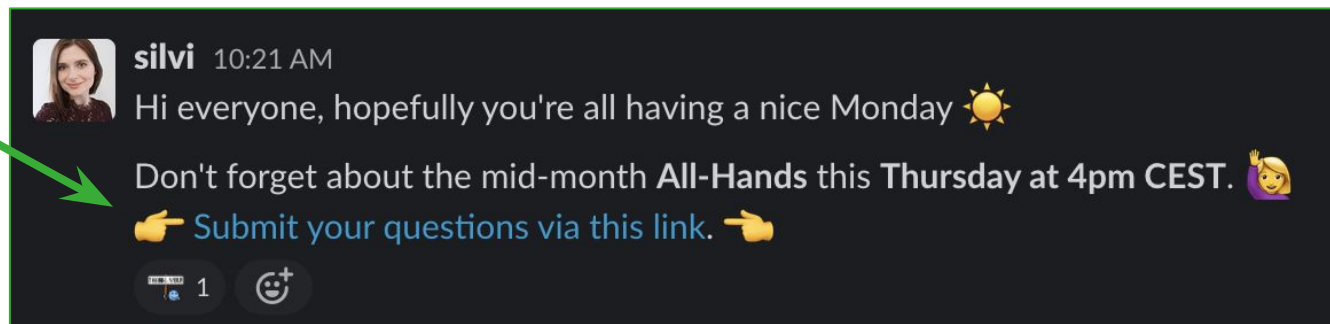 silvi 10:21 AM
Hi everyone, hopefully you're all having a nice Monday ☀️
Don't forget about the mid-month All-Hands this Thursday at 4pm CEST. 🙋‍♀️
👉 Submit your questions via this link. 👈
1